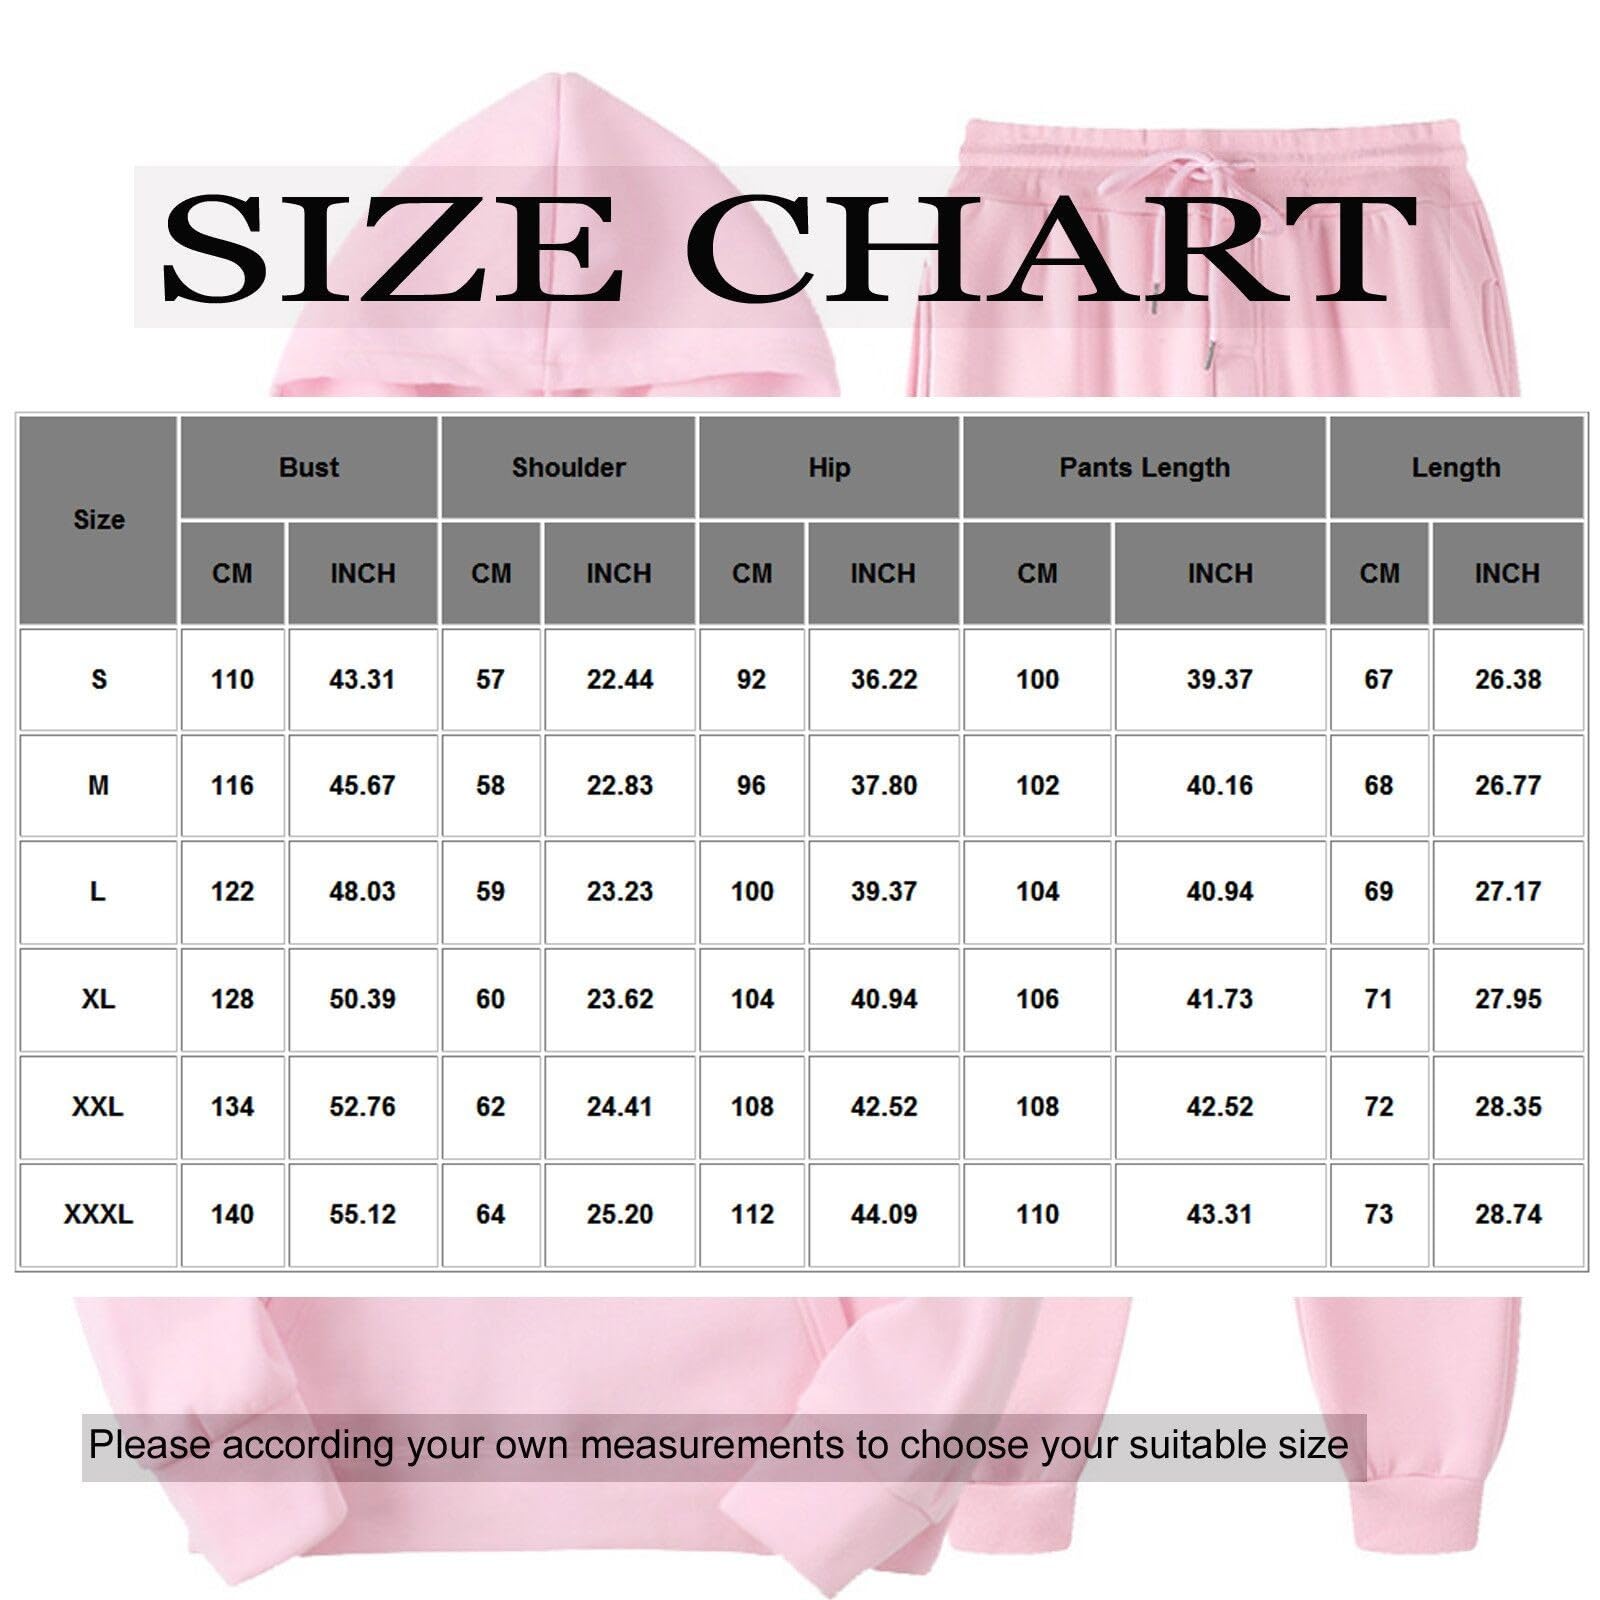 SIZE CHART
Size Bust Shoulder Hip Pants Length Length
CM INCH CM INCH CM INCH CM INCH CM INCH
S 110 43.31 57 22.44 92 36.22 100 39.37 67 26.38
M 116 45.67 58 22.83 96 37.80 102 40.16 68 26.77
L 122 48.03 59 23.23 100 39.37 104 40.94 69 27.17
XL 128 50.39 60 23.62 104 40.94 106 41.73 71 27.95
XXL 134 52.76 62 24.41 108 42.52 108 42.52 72 28.35
XXXL 140 55.12 64 25.20 112 44.09 110 43.31 73 28.74
Please according your own measurements to choose your suitable size